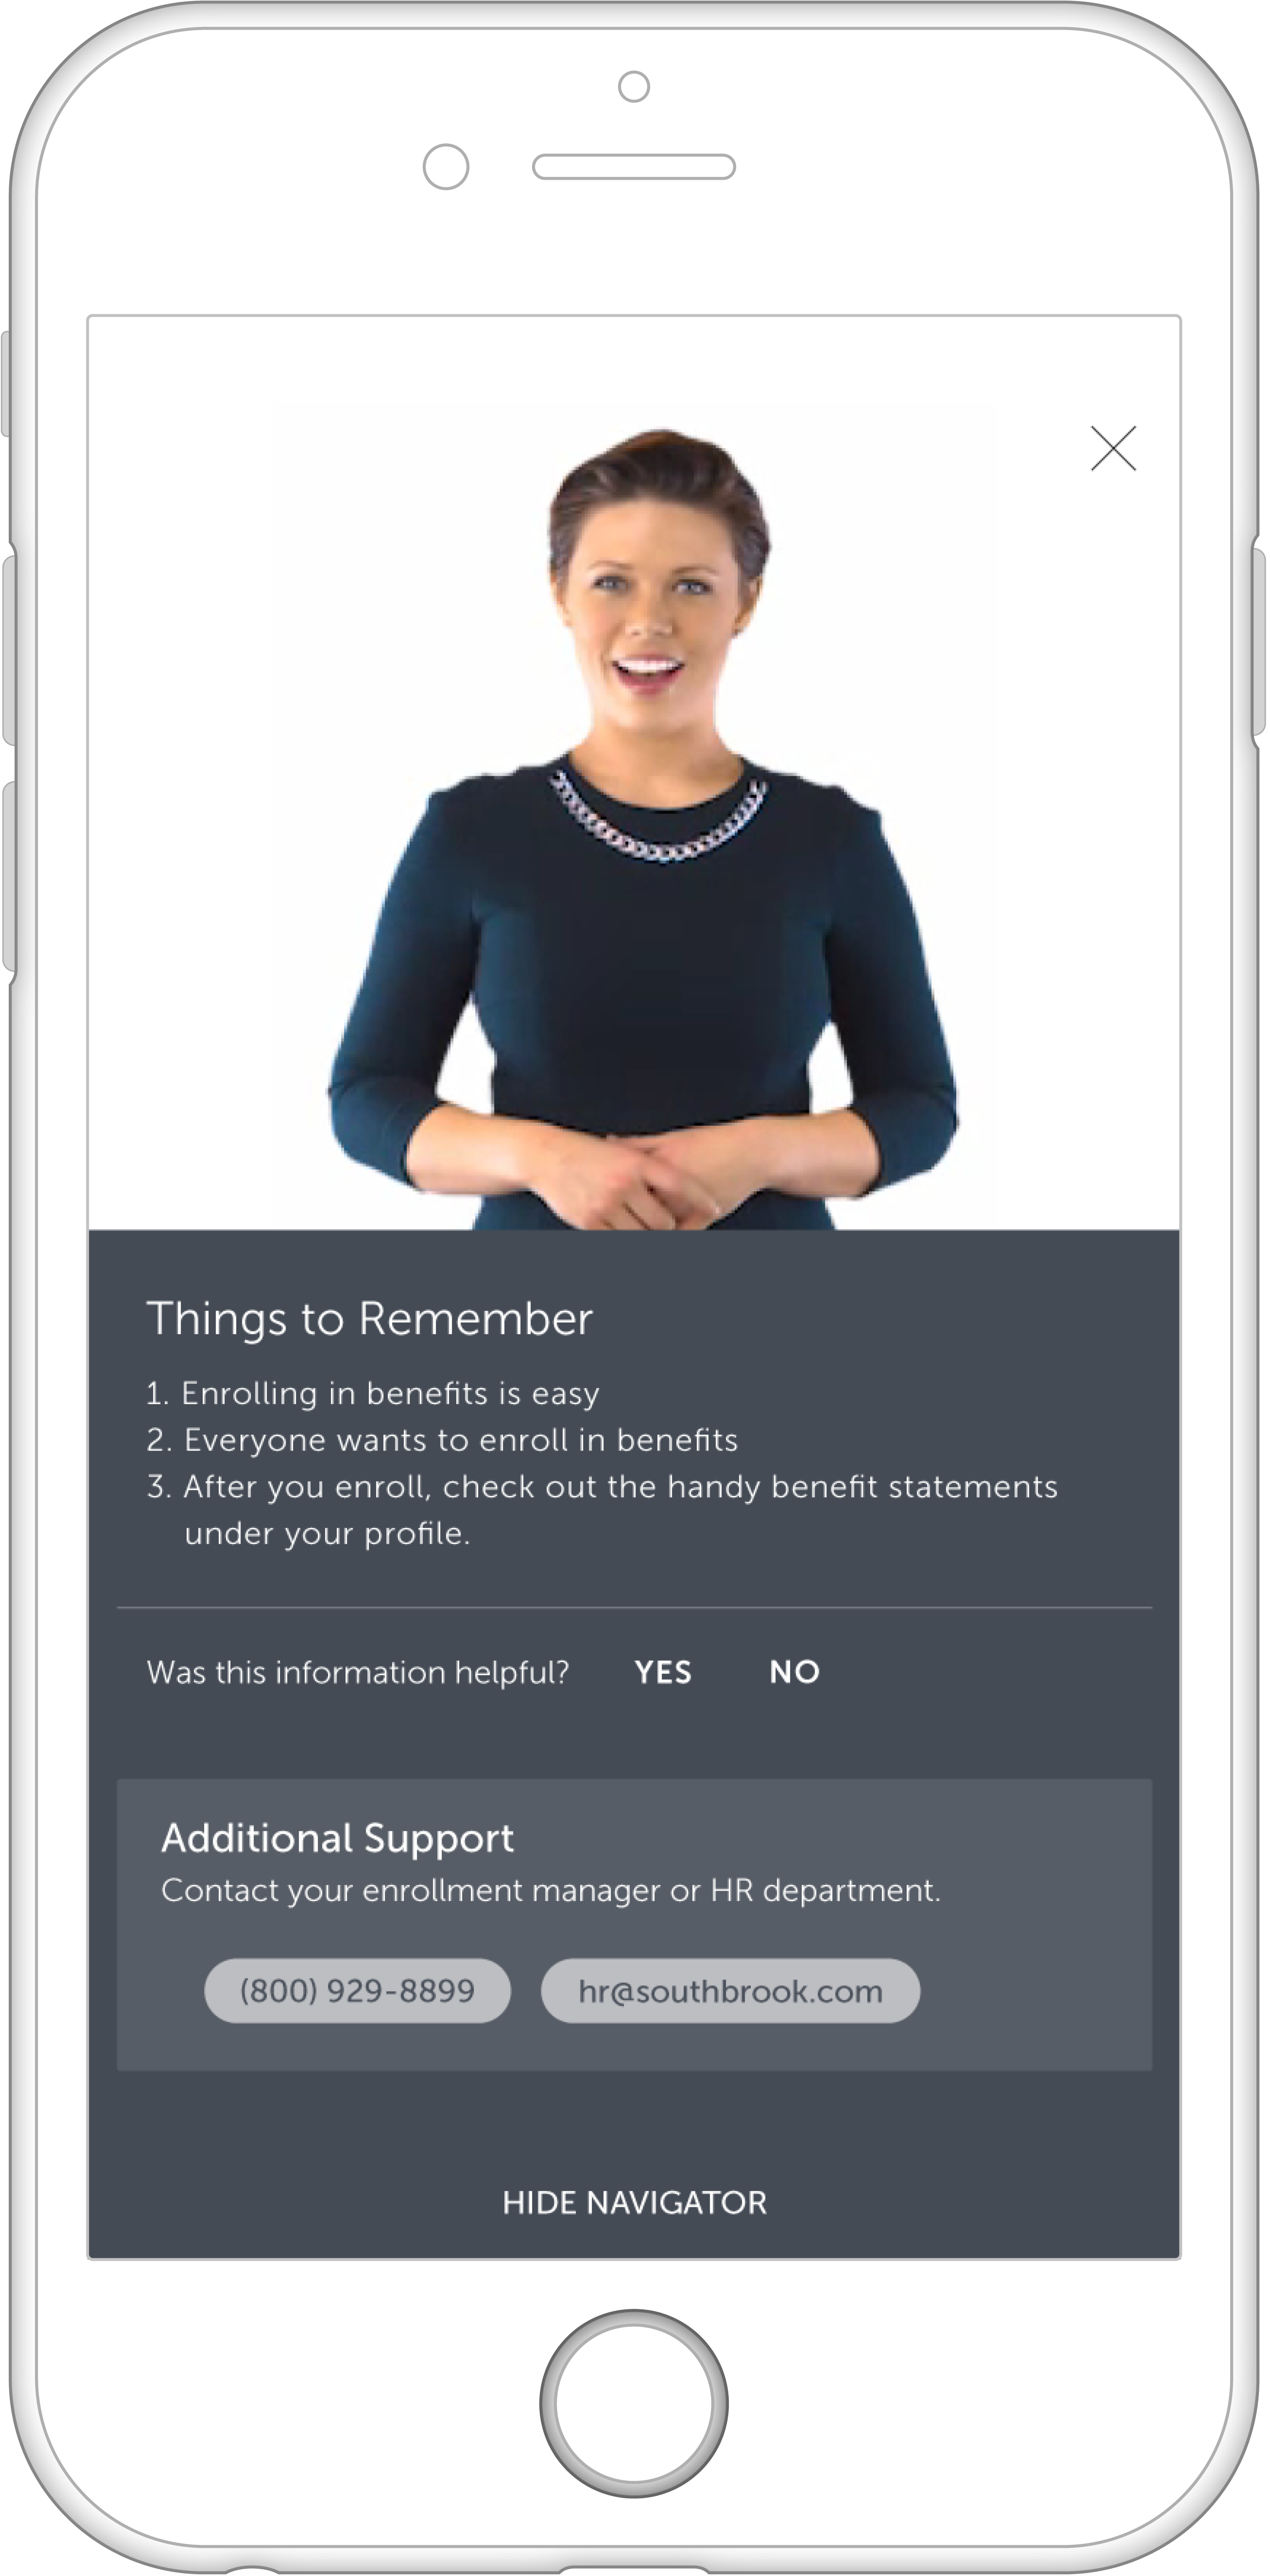 Things to Remember
1. Enrolling in benefits is easy
2. Everyone wants to enroll in benefits
3. After you enroll, check out the handy benefit statements
under your profile.
Was this information helpful? YES NO
Additional Support
Contact your enrollment manager or HR department.
(800) 929-8899 hr@southbrook.com
HIDE NAVIGATOR